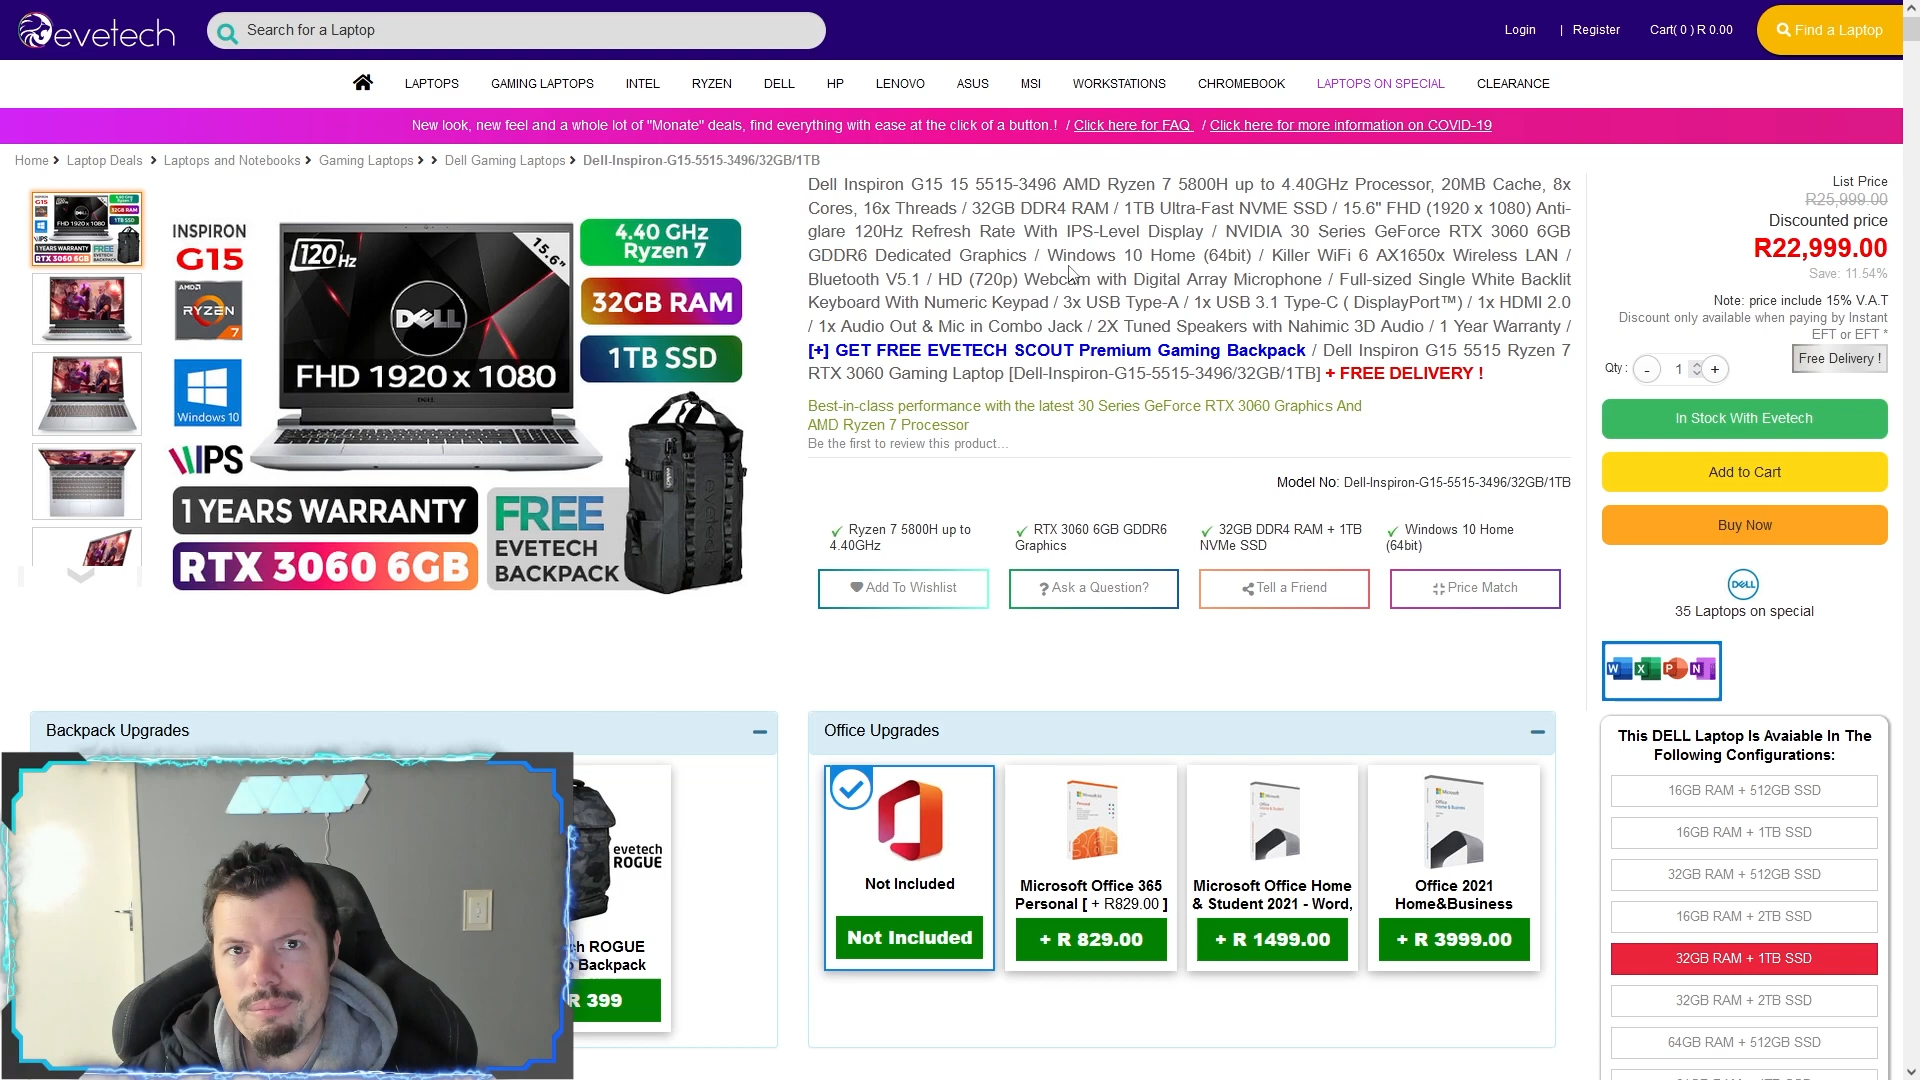 evetech
Search for a Laptop
Login | Register Cart( 0 ) R 0.00
Find a Laptop
LAPTOPS GAMING LAPTOPS INTEL RYZEN DELL HP LENOVO ASUS MSI WORKSTATIONS CHROMEBOOK LAPTOPS ON SPECIAL CLEARANCE
New look, new feel and a whole lot of "Monate" deals, find everything with ease at the click of a button.! / Click here for FAQ / Click here for more information on COVID-19
Home Laptop Deals Laptops and Notebooks Gaming Laptops Dell Gaming Laptops Dell-Inspiron-G15-5515-3496/32GB/1TB
INSPIRON
G15
AMD
RYZEN
7
Windows 10
IPS
120Hz
15.6"
DELL
FHD 1920 x 1080
DELL
4.40 GHz
Ryzen 7
32GB RAM
1TB SSD
1 YEARS WARRANTY
RTX 3060 6GB
FREE
EVETECH
BACKPACK
evetech
Dell Inspiron G15 15 5515-3496 AMD Ryzen 7 5800H up to 4.40GHz Processor, 20MB Cache, 8x
Cores, 16x Threads / 32GB DDR4 RAM / 1TB Ultra-Fast NVME SSD / 15.6" FHD (1920 x 1080) Anti-
glare 120Hz Refresh Rate With IPS-Level Display / NVIDIA 30 Series GeForce RTX 3060 6GB
GDDR6 Dedicated Graphics / Windows 10 Home (64bit) / Killer WiFi 6 AX1650x Wireless LAN /
Bluetooth V5.1 / HD (720p) Webcam with Digital Array Microphone / Full-sized Single White Backlit
Keyboard With Numeric Keypad / 3x USB Type-A / 1x USB 3.1 Type-C ( DisplayPort™) / 1x HDMI 2.0
/ 1x Audio Out & Mic in Combo Jack / 2X Tuned Speakers with Nahimic 3D Audio / 1 Year Warranty /
[+] GET FREE EVETECH SCOUT Premium Gaming Backpack / Dell Inspiron G15 5515 Ryzen 7
RTX 3060 Gaming Laptop [Dell-Inspiron-G15-5515-3496/32GB/1TB] + FREE DELIVERY !
Best-in-class performance with the latest 30 Series GeForce RTX 3060 Graphics And
AMD Ryzen 7 Processor
Be the first to review this product...
Model No: Dell-Inspiron-G15-5515-3496/32GB/1TB
Ryzen 7 5800H up to
4.40GHz
RTX 3060 6GB GDDR6
Graphics
32GB DDR4 RAM + 1TB
NVMe SSD
Windows 10 Home
(64bit)
Add To Wishlist
Ask a Question?
Tell a Friend
Price Match
List Price
R25,999.00
Discounted price
R22,999.00
Save: 11.54%
Note: price include 15% V.A.T
Discount only available when paying by Instant
EFT or EFT *
Free Delivery !
Qty : - 1 +
In Stock With Evetech
Add to Cart
Buy Now
DELL
35 Laptops on special
W X P N
Backpack Upgrades
evetech
ROGUE
ch ROGUE
Backpack
R 399
Office Upgrades
Not Included
Not Included
Microsoft Office 365
Personal [ + R829.00 ]
+ R 829.00
Microsoft Office Home
& Student 2021 - Word,
+ R 1499.00
Office 2021
Home&Business
+ R 3999.00
This DELL Laptop Is Avaiable In The
Following Configurations:
16GB RAM + 512GB SSD
16GB RAM + 1TB SSD
32GB RAM + 512GB SSD
16GB RAM + 2TB SSD
32GB RAM + 1TB SSD
32GB RAM + 2TB SSD
64GB RAM + 512GB SSD